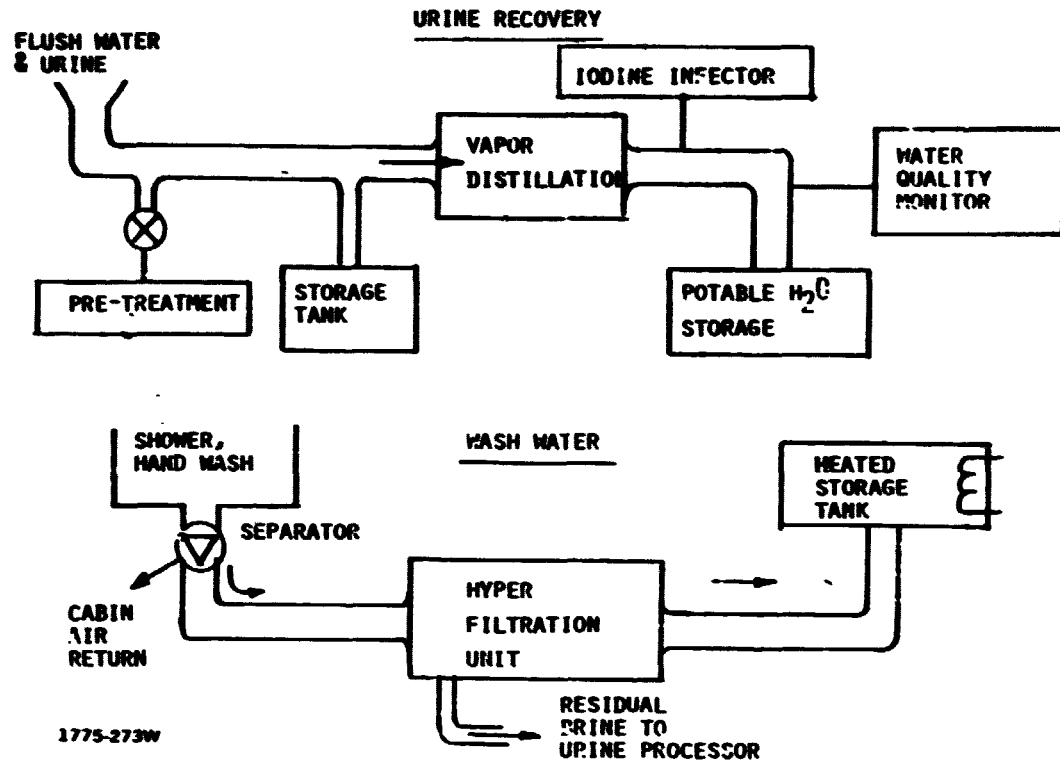 URINE RECOVERY
FLUSH WATER
& URINE
IODINE INJECTOR
VAPOR
DISTILLATION
WATER
QUALITY
MONITOR
PRE-TREATMENT
STORAGE
TANK
POTABLE H2O
STORAGE
SHOWER,
HAND WASH
WASH WATER
HEATED
STORAGE
TANK
SEPARATOR
HYPER
FILTRATION
UNIT
CABIN
AIR
RETURN
RESIDUAL
BRINE TO
URINE PROCESSOR
1775-273W